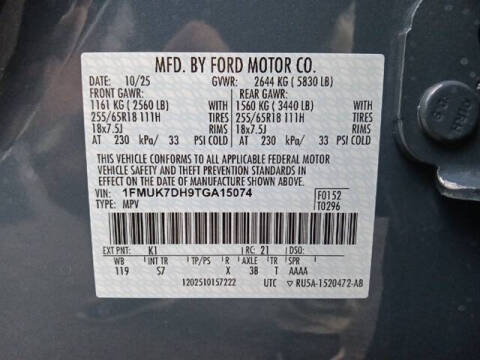 MFD. BY FORD MOTOR CO.
DATE: 10/25 GVWR: 2644 KG ( 5830 LB)
FRONT GAWR: REAR GAWR:
1161 KG ( 2560 LB) WITH 1560 KG ( 3440 LB) WITH
255/65R18 111H TIRES 255/65R18 111H TIRES
18x7.5J RIMS 18x7.5J RIMS
AT 230 kPa/ 33 PSI COLD AT 230 kPa/ 33 PSI COLD
THIS VEHICLE CONFORMS TO ALL APPLICABLE FEDERAL MOTOR
VEHICLE SAFETY AND THEFT PREVENTION STANDARDS IN
EFFECT ON THE DATE OF MANUFACTURE SHOWN ABOVE.
VIN: 1FMUK7DH9TGA15074 F0152
TYPE: MPV T0296
EXT PNT: K1 RC: 21 DSO:
WB INT TR TP/PS R AXLE TR SPR
119 S7 X 3B T AAAA
1202510157222 UTC ▽ RU5A-1520472-AB